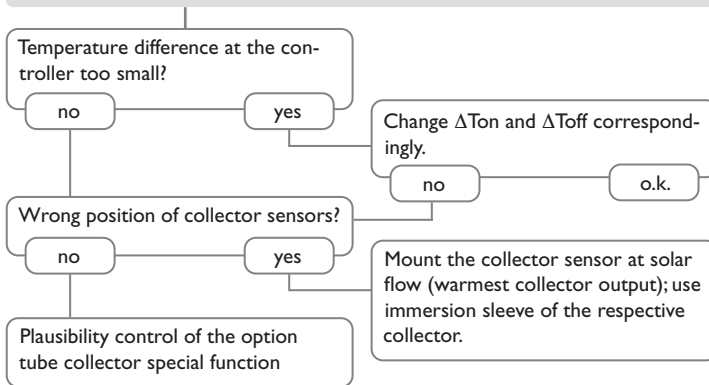 Temperature difference at the con-
troller too small?
no
yes
Change ΔTon and ΔToff correspond-
ingly.
no
o.k.
Wrong position of collector sensors?
no
yes
Mount the collector sensor at solar
flow (warmest collector output); use
immersion sleeve of the respective
collector.
Plausibility control of the option
tube collector special function